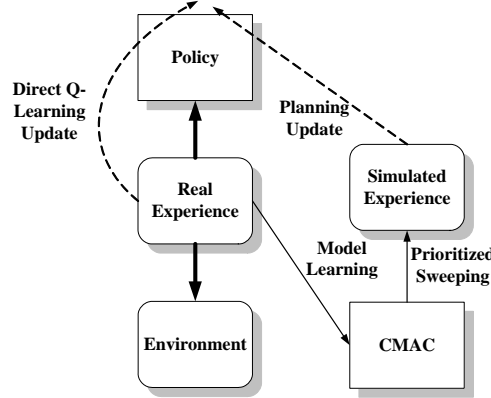 Policy
Direct Q-
Learning
Update
Planning
Update
Real
Experience
Simulated
Experience
Model
Learning
Prioritized
Sweeping
Environment
CMAC